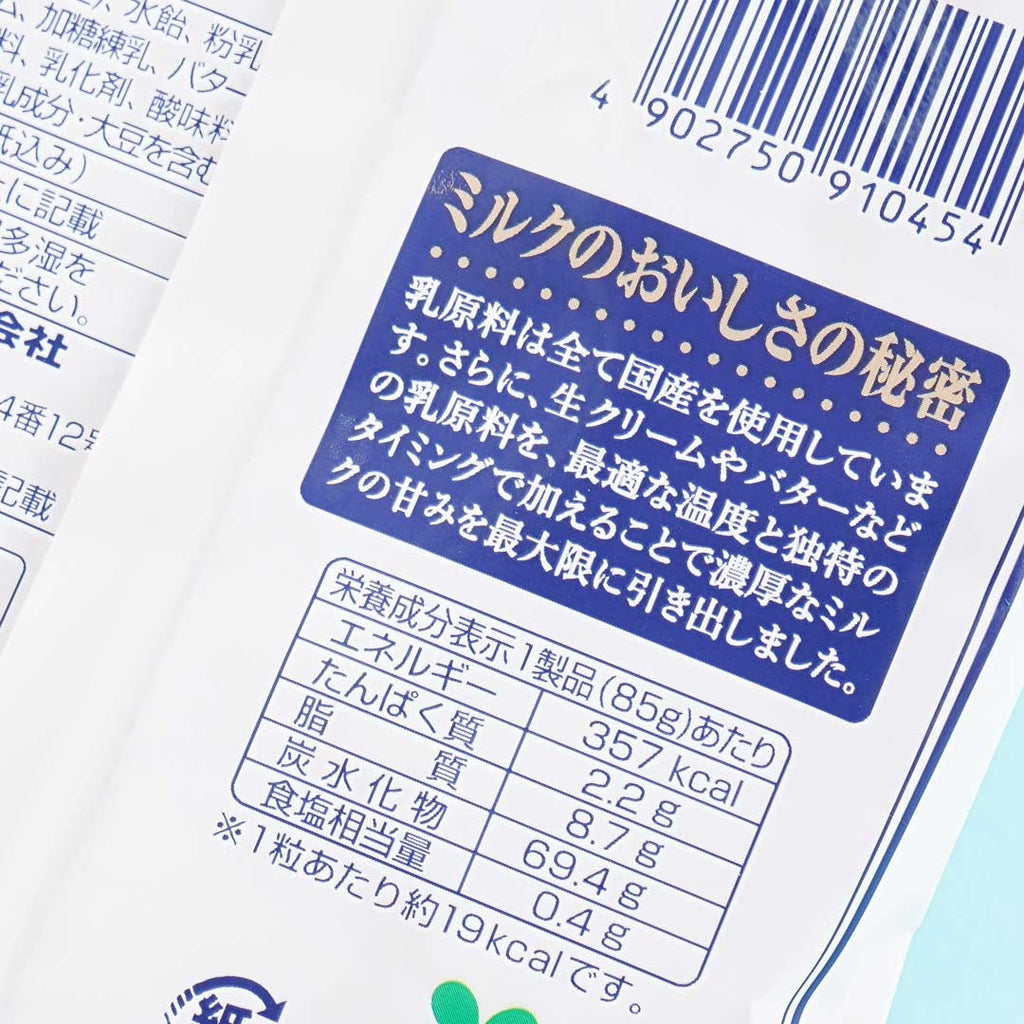 、水飴、粉乳
加糖練乳、バター
料、乳化剤、酸味料
乳成分・大豆を含む
紙込み)
に記載
多湿を
ださい。
会社
4番12号
記載
4 902750 910454
ミルクのおいしさの秘密
乳原料は全て国産を使用していま
す。さらに、生クリームやバターなど
の乳原料を、最適な温度と独特の
タイミングで加えることで濃厚なミル
クの甘みを最大限に引き出しました。
栄養成分表示1製品(85g)あたり
エネルギー 357 kcal
たんぱく質 2.2 g
脂質 8.7 g
炭水化物 69.4 g
食塩相当量 0.4 g
※1粒あたり約19kcalです。
紙